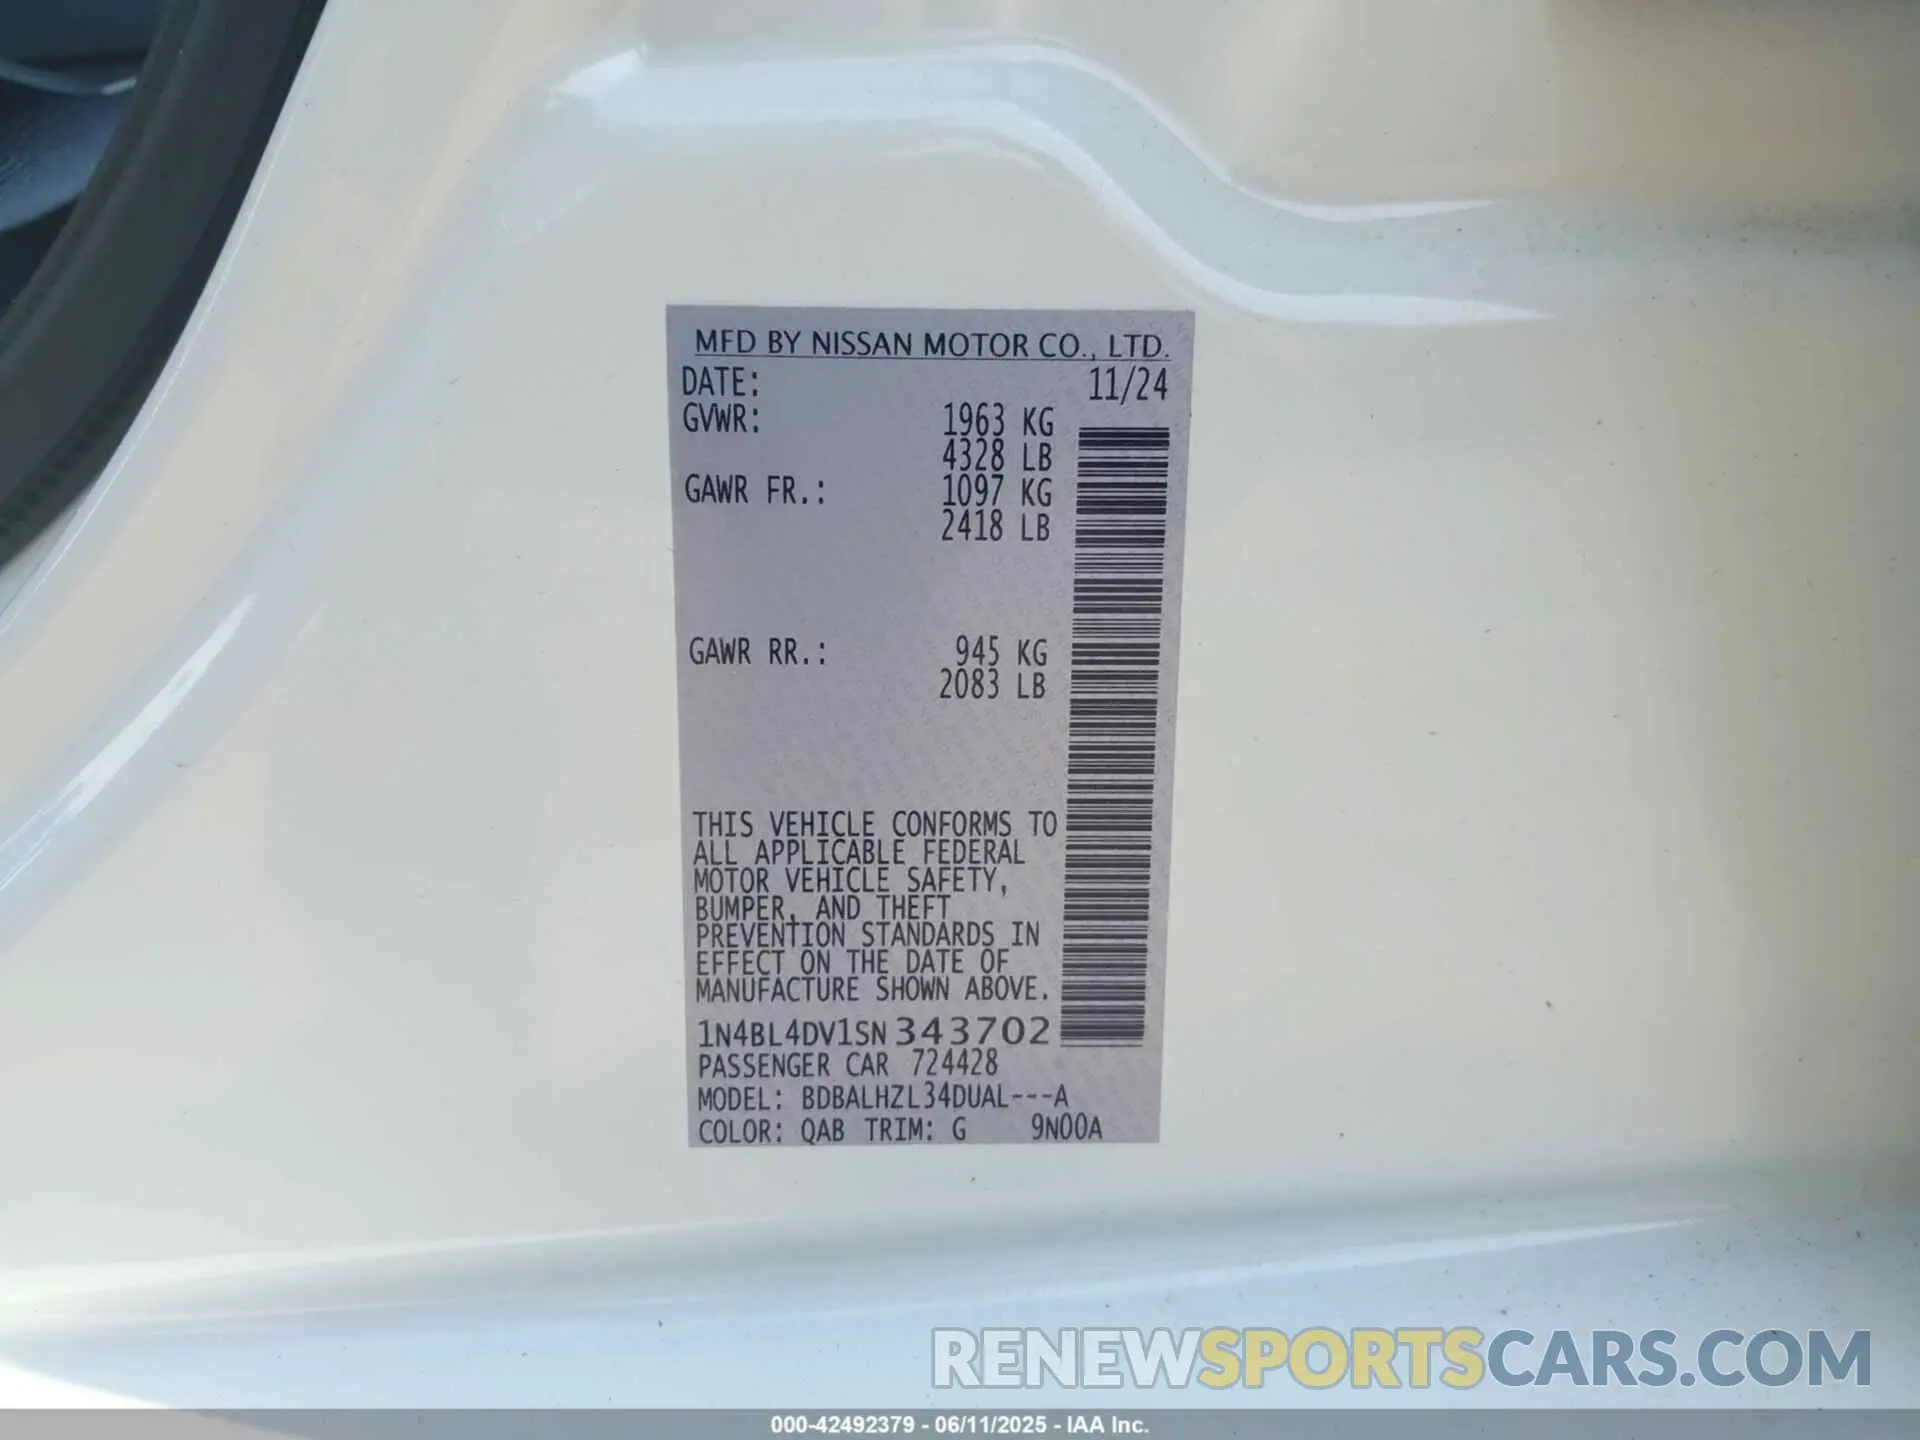 MFD BY NISSAN MOTOR CO., LTD.
DATE: 11/24
GVWR: 1963 KG
4328 LB
GAWR FR.: 1097 KG
2418 LB
GAWR RR.: 945 KG
2083 LB
THIS VEHICLE CONFORMS TO
ALL APPLICABLE FEDERAL
MOTOR VEHICLE SAFETY,
BUMPER, AND THEFT
PREVENTION STANDARDS IN
EFFECT ON THE DATE OF
MANUFACTURE SHOWN ABOVE.
1N4BL4DV1SN343702
PASSENGER CAR 724428
MODEL: BDBALHZL34DUAL---A
COLOR: QAB TRIM: G 9N00A
RENEWSPORTSCARS.COM
000-42492379 - 06/11/2025 - IAA Inc.